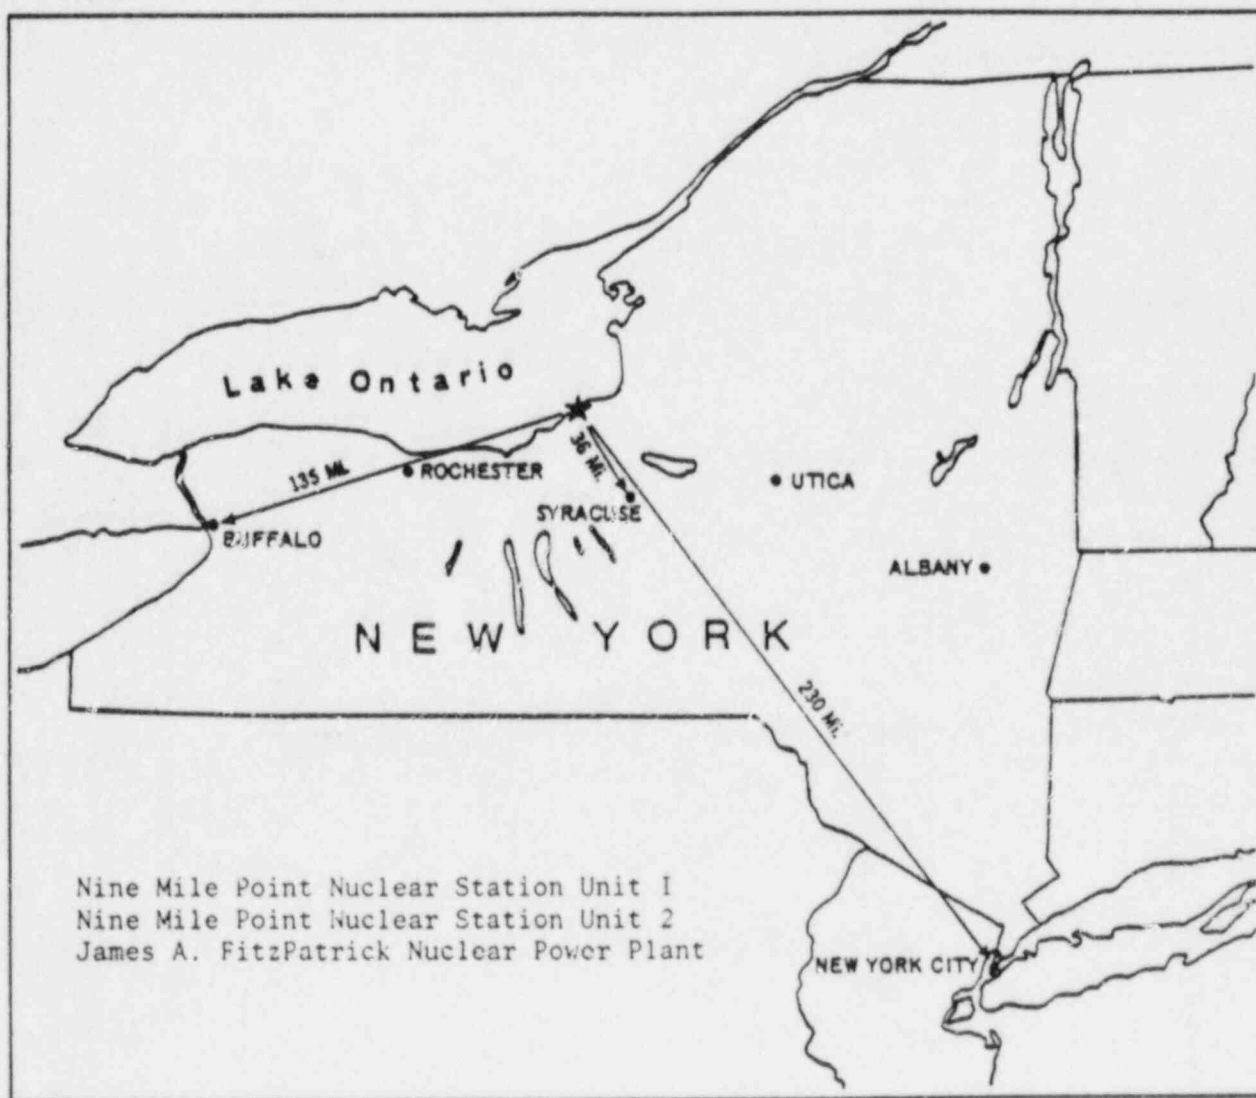 Lake Ontario
36 Mi.
135 Mi.
ROCHESTER
UTICA
SYRACUSE
BUFFALO
ALBANY
NEW YORK
230 Mi.
Nine Mile Point Nuclear Station Unit I
Nine Mile Point Nuclear Station Unit 2
James A. FitzPatrick Nuclear Power Plant
NEW YORK CITY